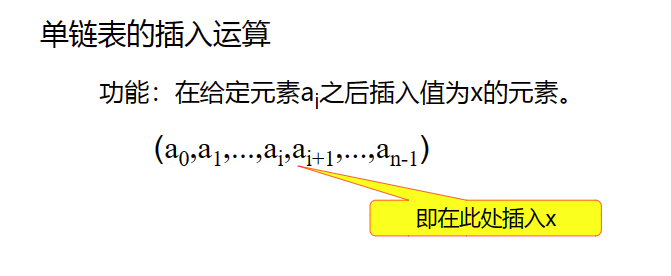 单链表的插入运算
功能：在给定元素aᵢ之后插入值为x的元素。
(a₀,a₁,...,aᵢ,aᵢ₊₁,...,aₙ₋₁)
即在此处插入x